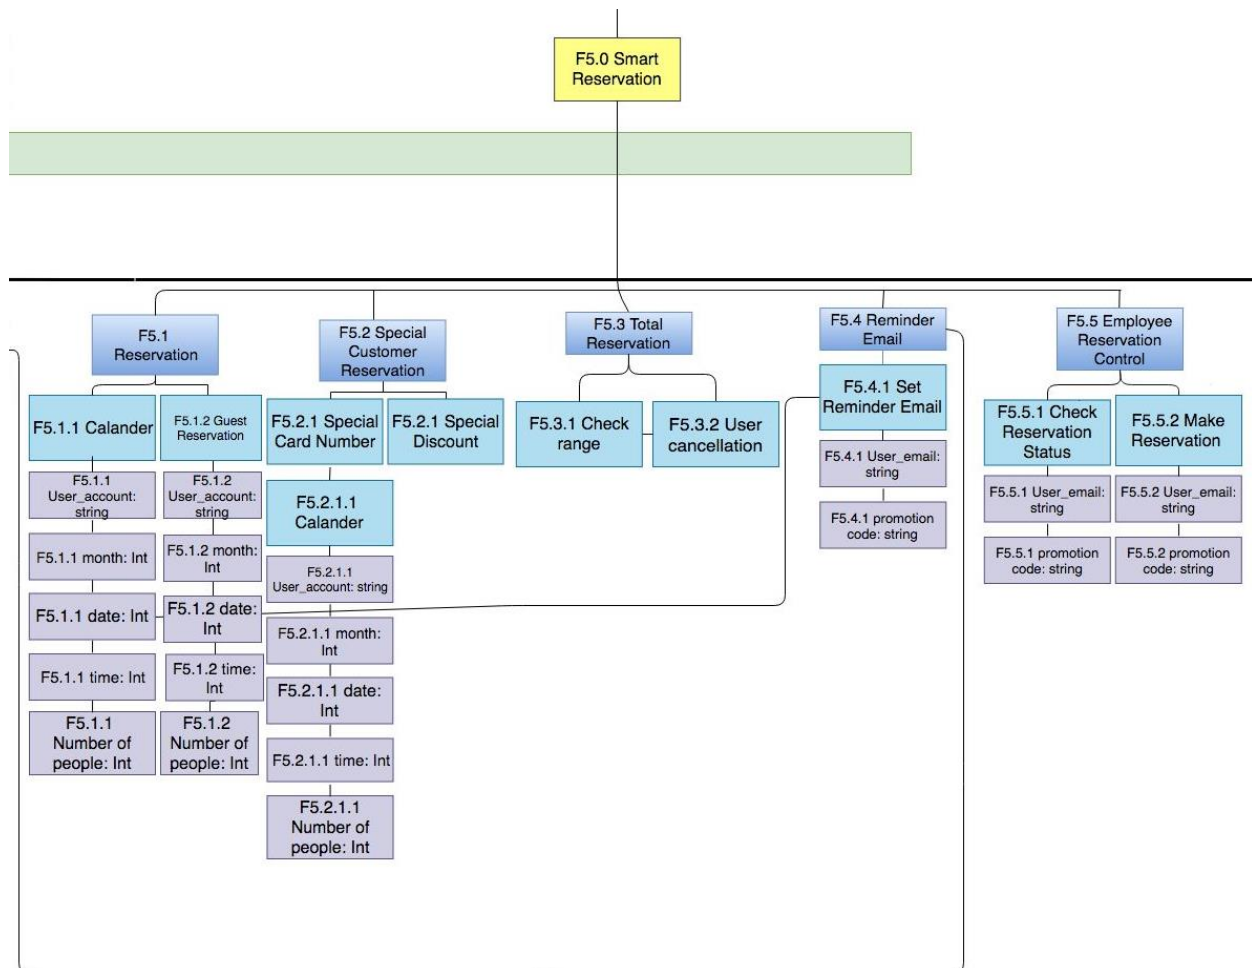 F5.0 Smart
Reservation
F5.1
Reservation
F5.2 Special
Customer
Reservation
F5.3 Total
Reservation
F5.4 Reminder
Email
F5.5 Employee
Reservation
Control
F5.1.1 Calander
F5.1.2 Guest
Reservation
F5.2.1 Special
Card Number
F5.2.1 Special
Discount
F5.3.1 Check
range
F5.3.2 User
cancellation
F5.4.1 Set
Reminder Email
F5.5.1 Check
Reservation
Status
F5.5.2 Make
Reservation
F5.1.1
User_account:
string
F5.1.1 month: Int
F5.1.1 date: Int
F5.1.1 time: Int
F5.1.1
Number of
people: Int
F5.1.2
User_account:
string
F5.1.2 month:
Int
F5.1.2 date:
Int
F5.1.2 time:
Int
F5.1.2
Number of
people: Int
F5.2.1.1
Calander
F5.2.1.1
User_account: string
F5.2.1.1 month:
Int
F5.2.1.1 date:
Int
F5.2.1.1 time: Int
F5.2.1.1
Number of
people: Int
F5.4.1 User_email:
string
F5.4.1 promotion
code: string
F5.5.1 User_email:
string
F5.5.1 promotion
code: string
F5.5.2 User_email:
string
F5.5.2 promotion
code: string